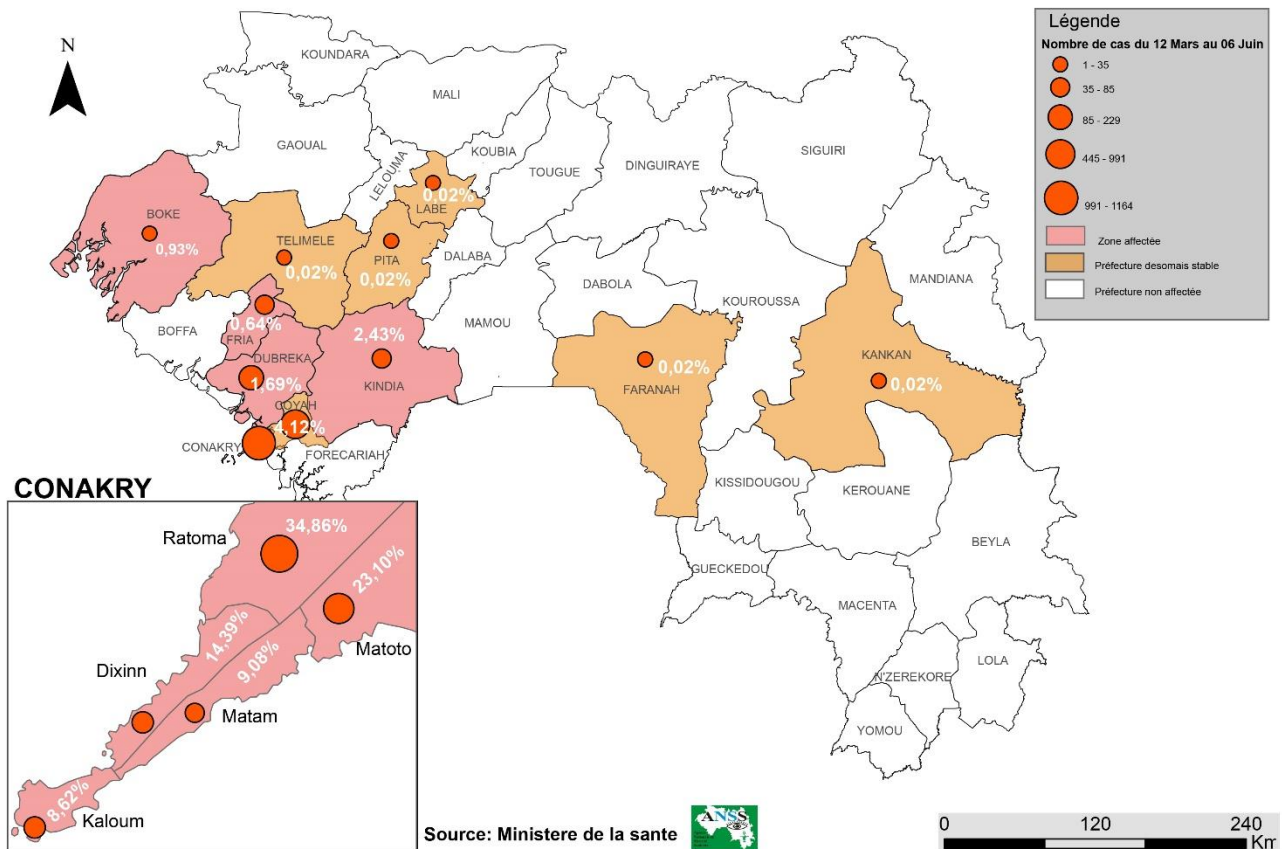 N
KOUNDARA
MALI
GAOUAL
KOUBIA
LELOUMA
TOUGUE
DINGUIRAYE
SIGUIRI
0,02%
LABE
BOKE
0,93%
TELIMELE
0,02%
PITA
0,02%
DALABA
DABOLA
MANDIANA
KOUROUSSA
BOFFA
0,64%
FRIA
MAMOU
DUBREKA
1,69%
2,43%
KINDIA
0,02%
FARANAH
KANKAN
0,02%
COYAH
4,12%
CONAKRY
FORECARIAH
KISSIDOUGOU
KEROUANE
BEYLA
GUECKEDOU
MACENTA
N'ZEREKORE
LOLA
YOMOU
Légende
Nombre de cas du 12 Mars au 06 Juin
1 - 35
35 - 85
85 - 229
445 - 991
991 - 1164
Zone affectée
Préfecture desomais stable
Préfecture non affectée
CONAKRY
Ratoma
34,86%
23,10%
Matoto
14,39%
Dixinn
9,08%
Matam
8,62%
Kaloum
Source: Ministere de la sante
ANSS
0 120 240
Km